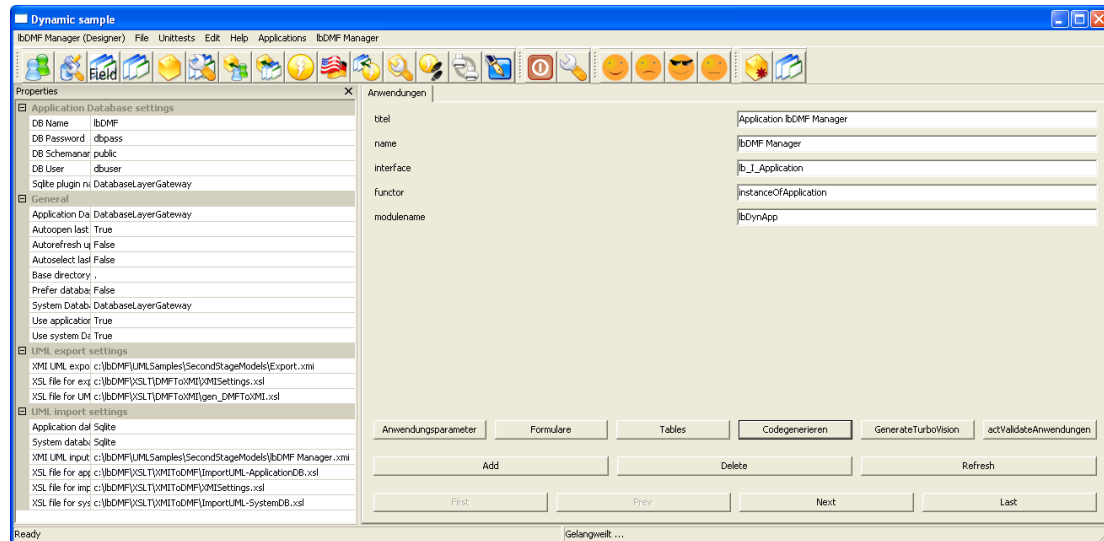 Dynamic sample
lbDMF Manager (Designer) File Unittests Edit Help Applications lbDMF Manager
Field
Properties
Application Database settings
DB Name lbDMF
DB Password dbpass
DB Schemanar public
DB User dbuser
Sqlite plugin na DatabaseLayerGateway
General
Application Da DatabaseLayerGateway
Autoopen last True
Autorefresh u False
Autoselect last False
Base directory .
Prefer databa: False
System Datab DatabaseLayerGateway
Use application True
Use system Da True
UML export settings
XMI UML expo c:\lbDMF\UMLSamples\SecondStageModels\Export.xmi
XSL file for exp c:\lbDMF\XSLT\DMFToXMI\XMISettings.xsl
XSL file for UM c:\lbDMF\XSLT\DMFToXMI\gen_DMFToXMI.xsl
UML import settings
Application dat Sqlite
System databa Sqlite
XMI UML input c:\lbDMF\UMLSamples\SecondStageModels\lbDMF Manager.xmi
XSL file for app c:\lbDMF\XSLT\XMIToDMF\ImportUML-ApplicationDB.xsl
XSL file for imp c:\lbDMF\XSLT\XMIToDMF\XMISettings.xsl
XSL file for sys c:\lbDMF\XSLT\XMIToDMF\ImportUML-SystemDB.xsl
Anwendungen
titel Application lbDMF Manager
name lbDMF Manager
interface lb_I_Application
functor instanceOfApplication
modulename lbDynApp
Anwendungsparameter Formulare Tables Codegenerieren GenerateTurboVision actValidateAnwendungen
Add Delete Refresh
First Prev Next Last
Ready Gelangweilt ...